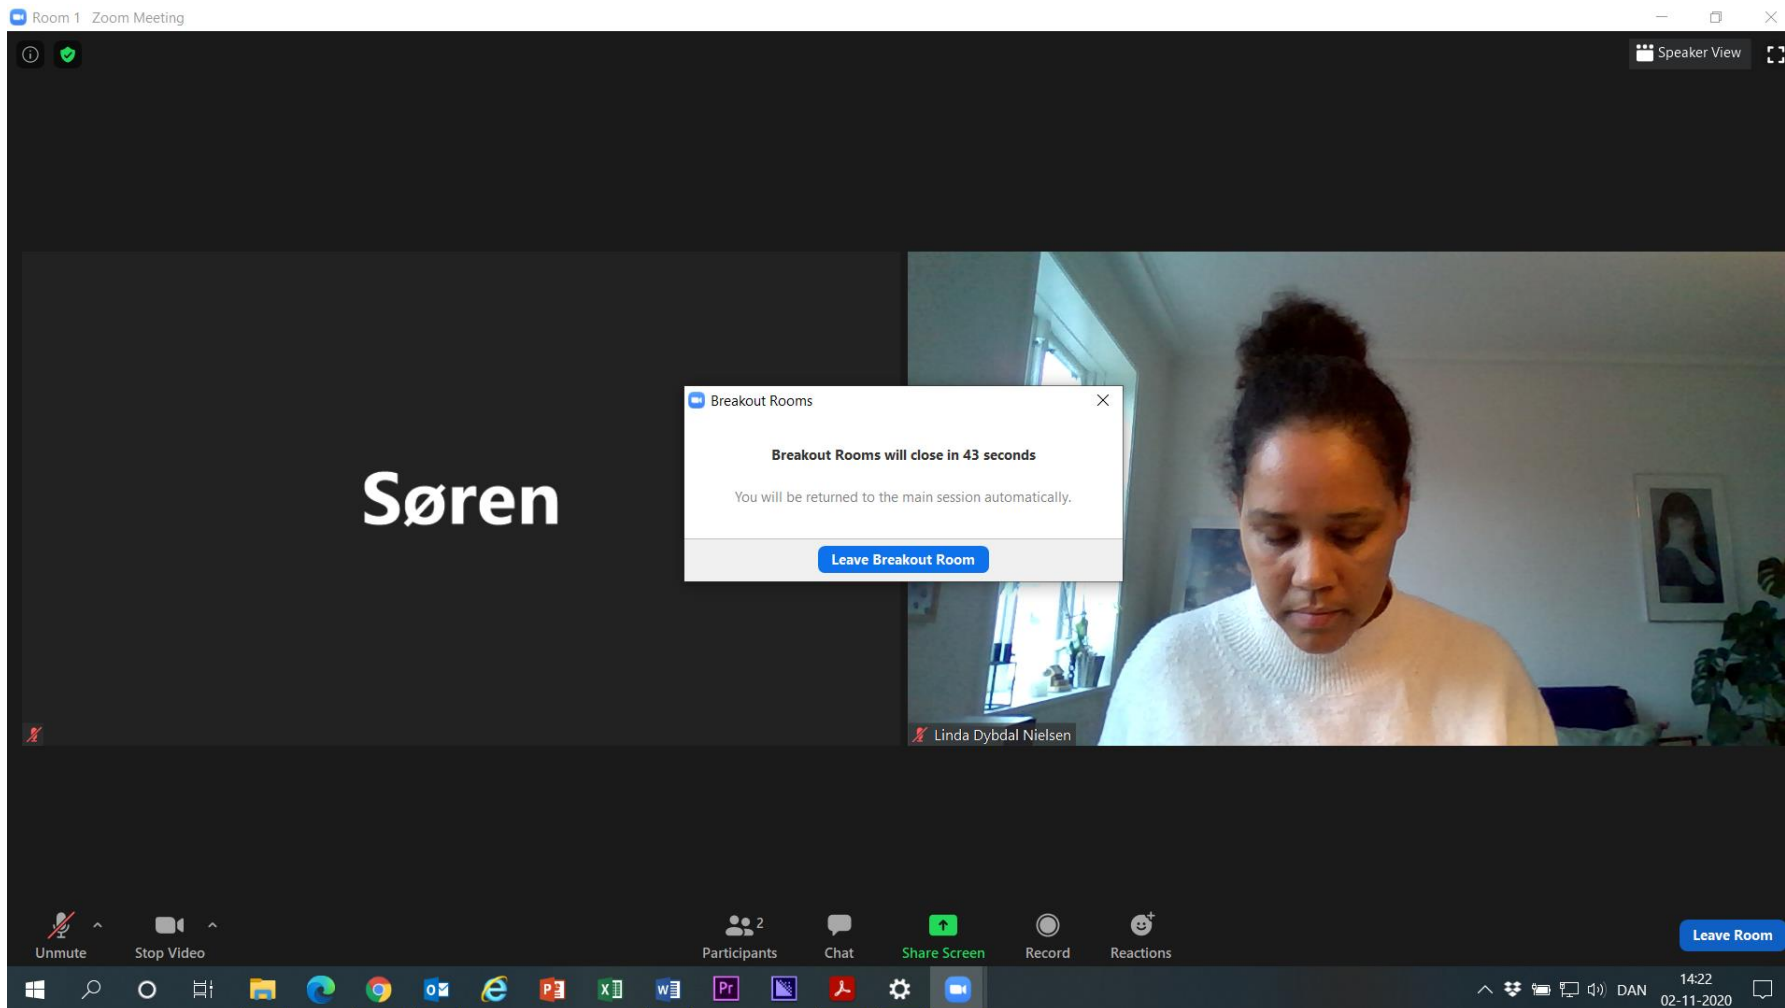 Room 1 Zoom Meeting
Speaker View
Søren
Breakout Rooms
Breakout Rooms will close in 43 seconds
You will be returned to the main session automatically.
Leave Breakout Room
Linda Dybdal Nielsen
Unmute
Stop Video
2
Participants
Chat
Share Screen
Record
Reactions
Leave Room
Pr
DAN
14:22
02-11-2020